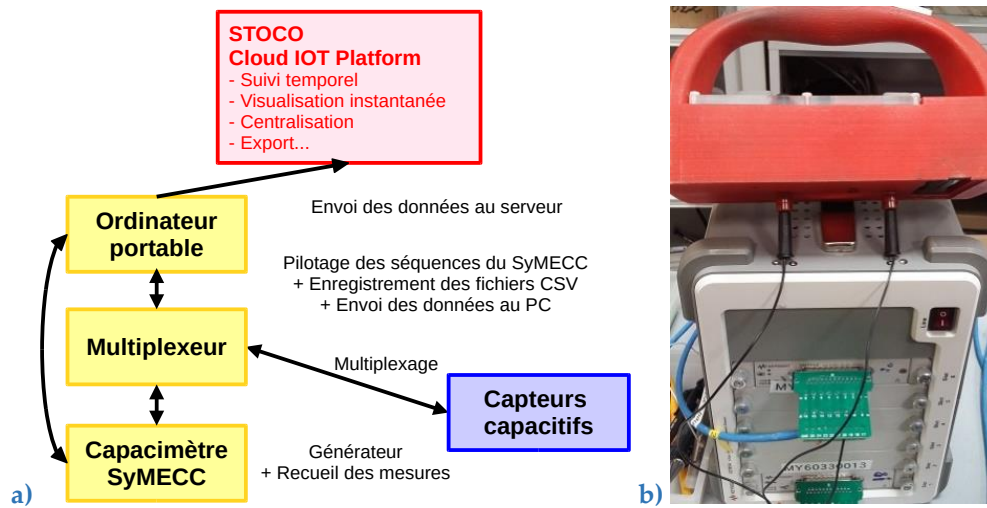 STOCO
Cloud IOT Platform
- Suivi temporel
- Visualisation instantanée
- Centralisation
- Export...
Ordinateur
portable
Envoi des données au serveur
Pilotage des séquences du SyMECC
+ Enregistrement des fichiers CSV
+ Envoi des données au PC
Multiplexeur
Multiplexage
Capteurs
capacitifs
Capacimètre
SyMECC
Générateur
+ Recueil des mesures
a)
b)
Line
MY
MY60330013